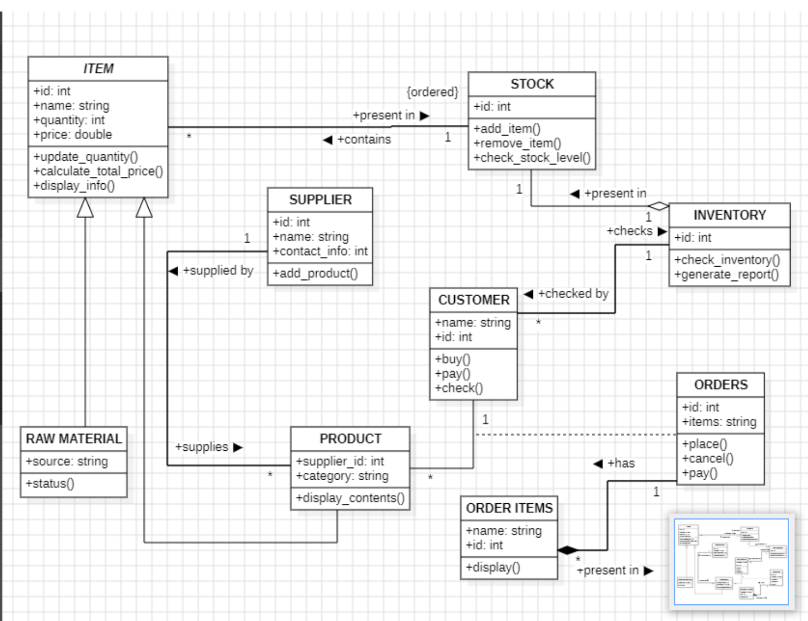 ITEM
+id: int
+name: string
+quantity: int
+price: double
+update_quantity()
+calculate_total_price()
+display_info()
{ordered}
+present in ▶
*
◀ +contains
1
STOCK
+id: int
+add_item()
+remove_item()
+check_stock_level()
1
◀ +present in
1
SUPPLIER
+id: int
+name: string
+contact_info: int
+add_product()
1
◀ +supplied by
INVENTORY
+id: int
+check_inventory()
+generate_report()
+checks ▶
1
◀ +checked by
*
CUSTOMER
+name: string
+id: int
+buy()
+pay()
+check()
1
ORDERS
+id: int
+items: string
+place()
+cancel()
+pay()
RAW MATERIAL
+source: string
+status()
+supplies ▶
*
PRODUCT
+supplier_id: int
+category: string
+display_contents()
*
◀ +has
1
ORDER ITEMS
+name: string
+id: int
+display()
*
+present in ▶